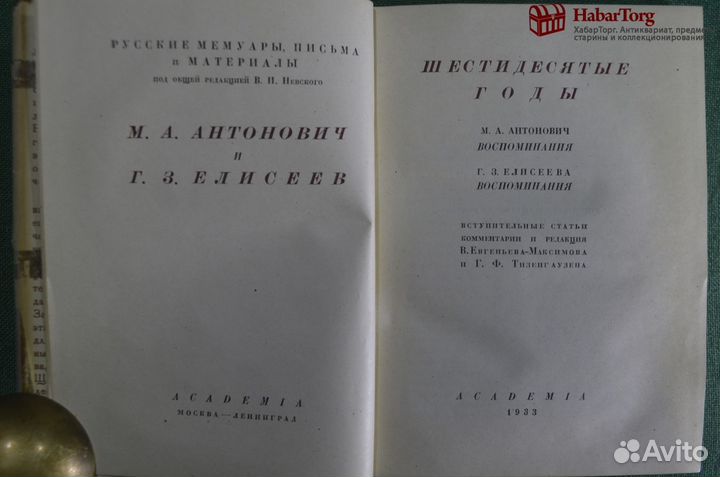 РУССКИЕ МЕМУАРЫ, ПИСЬМА
и МАТЕРИАЛЫ
под общей редакцией В. И. Невского
М. А. АНТОНОВИЧ
И
Г. З. ЕЛИСЕЕВ
ACADEMIA
МОСКВА—ЛЕНИНГРАД
ШЕСТИДЕСЯТЫЕ
ГОДЫ
М. А. АНТОНОВИЧ
ВОСПОМИНАНИЯ
Г. З. ЕЛИСЕЕВА
ВОСПОМИНАНИЯ
ВСТУПИТЕЛЬНЫЕ СТАТЬИ
КОММЕНТАРИИ И РЕДАКЦИЯ
В. Евгеньева-Максимова
и Г. Ф. Тизенгаузена
ACADEMIA
1933
HabarTorg
ХабарТорг. Антиквариат, предме
старины и коллекционирования
Avito